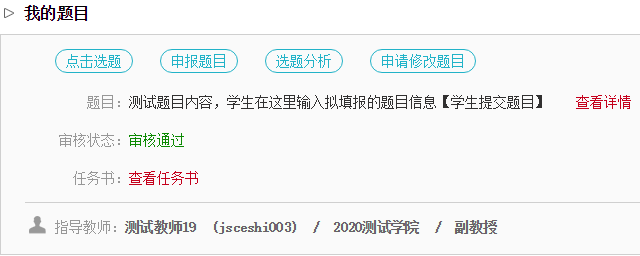 我的题目
点击选题 申报题目 选题分析 申请修改题目
题目：测试题目内容，学生在这里输入拟填报的题目信息【学生提交题目】 查看详情
审核状态：审核通过
任务书：查看任务书
指导教师：测试教师19 （jsceshi003） / 2020测试学院 / 副教授